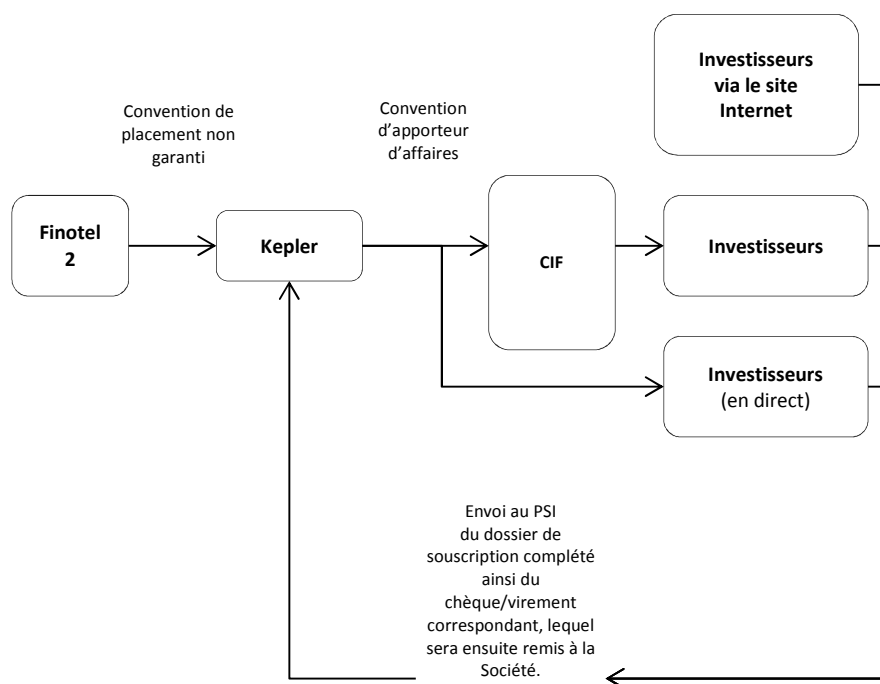 Investisseurs
via le site
Internet
Convention de
placement non
garanti
Convention
d’apporteur
d’affaires
Finotel
2
Kepler
CIF
Investisseurs
Investisseurs
(en direct)
Envoi au PSI
du dossier de
souscription complété
ainsi du
chèque/virement
correspondant, lequel
sera ensuite remis à la
Société.